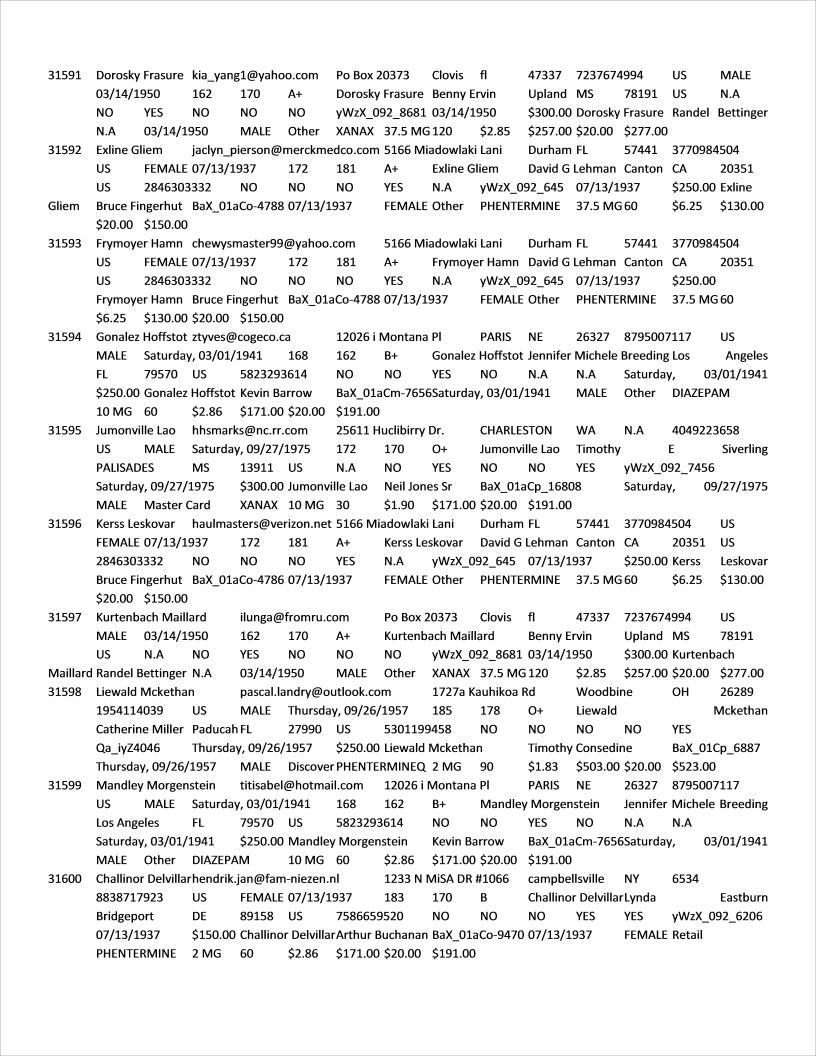 31591 Dorosky Frasure kia_yang1@yahoo.com Po Box 20373 Clovis fl 47337 7237674994 US MALE
03/14/1950 162 170 A+ Dorosky Frasure Benny Ervin Upland MS 78191 US N.A
NO YES NO NO NO yWzX_092_8681 03/14/1950 $300.00 Dorosky Frasure Randel Bettinger
N.A 03/14/1950 MALE Other XANAX 37.5 MG 120 $2.85 $257.00 $20.00 $277.00
31592 Exline Gliem jaclyn_pierson@merckmedco.com 5166 Miadowlaki Lani Durham FL 57441 3770984504
US FEMALE 07/13/1937 172 181 A+ Exline Gliem David G Lehman Canton CA 20351
US 2846303332 NO NO NO YES N.A yWzX_092_645 07/13/1937 $250.00 Exline
Gliem Bruce Fingerhut BaX_01aCo-4788 07/13/1937 FEMALE Other PHENTERMINE 37.5 MG 60 $6.25 $130.00
$20.00 $150.00
31593 Frymoyer Hamn chewysmaster99@yahoo.com 5166 Miadowlaki Lani Durham FL 57441 3770984504
US FEMALE 07/13/1937 172 181 A+ Frymoyer Hamn David G Lehman Canton CA 20351
US 2846303332 NO NO NO YES N.A yWzX_092_645 07/13/1937 $250.00
Frymoyer Hamn Bruce Fingerhut BaX_01aCo-4788 07/13/1937 FEMALE Other PHENTERMINE 37.5 MG 60
$6.25 $130.00 $20.00 $150.00
31594 Gonalez Hoffstot ztyves@cogeco.ca 12026 i Montana Pl PARIS NE 26327 8795007117 US
MALE Saturday, 03/01/1941 168 162 B+ Gonalez Hoffstot Jennifer Michele Breeding Los Angeles
FL 79570 US 5823293614 NO NO YES NO N.A N.A Saturday, 03/01/1941
$250.00 Gonalez Hoffstot Kevin Barrow BaX_01aCm-7656Saturday, 03/01/1941 MALE Other DIAZEPAM
10 MG 60 $2.86 $171.00 $20.00 $191.00
31595 Jumonville Lao hhsmarks@nc.rr.com 25611 Huclibirry Dr. CHARLESTON WA N.A 4049223658
US MALE Saturday, 09/27/1975 172 170 O+ Jumonville Lao Timothy E Siverling
PALISADES MS 13911 US N.A NO YES NO NO YES yWzX_092_7456
Saturday, 09/27/1975 $300.00 Jumonville Lao Neil Jones Sr BaX_01aCp_16808 Saturday, 09/27/1975
MALE Master Card XANAX 10 MG 30 $1.90 $171.00 $20.00 $191.00
31596 Kerss Leskovar haulmasters@verizon.net 5166 Miadowlaki Lani Durham FL 57441 3770984504 US
FEMALE 07/13/1937 172 181 A+ Kerss Leskovar David G Lehman Canton CA 20351 US
2846303332 NO NO NO YES N.A yWzX_092_645 07/13/1937 $250.00 Kerss Leskovar
Bruce Fingerhut BaX_01aCo-4786 07/13/1937 FEMALE Other PHENTERMINE 37.5 MG 60 $6.25 $130.00
$20.00 $150.00
31597 Kurtenbach Maillard ilunga@fromru.com Po Box 20373 Clovis fl 47337 7237674994 US
MALE 03/14/1950 162 170 A+ Kurtenbach Maillard Benny Ervin Upland MS 78191
US N.A NO YES NO NO NO yWzX_092_8681 03/14/1950 $300.00 Kurtenbach
Maillard Randel Bettinger N.A 03/14/1950 MALE Other XANAX 37.5 MG 120 $2.85 $257.00 $20.00 $277.00
31598 Liewald Mckethan pascal.landry@outlook.com 1727a Kauhikoa Rd Woodbine OH 26289
1954114039 US MALE Thursday, 09/26/1957 185 178 O+ Liewald Mckethan
Catherine Miller Paducah FL 27990 US 5301199458 NO NO NO NO YES
Qa_iyZ4046 Thursday, 09/26/1957 $250.00 Liewald Mckethan Timothy Consedine BaX_01Cp_6887
Thursday, 09/26/1957 MALE Discover PHENTERMINEQ 2 MG 90 $1.83 $503.00 $20.00 $523.00
31599 Mandley Morgenstein titisabel@hotmail.com 12026 i Montana Pl PARIS NE 26327 8795007117
US MALE Saturday, 03/01/1941 168 162 B+ Mandley Morgenstein Jennifer Michele Breeding
Los Angeles FL 79570 US 5823293614 NO NO YES NO N.A N.A
Saturday, 03/01/1941 $250.00 Mandley Morgenstein Kevin Barrow BaX_01aCm-7656Saturday, 03/01/1941
MALE Other DIAZEPAM 10 MG 60 $2.86 $171.00 $20.00 $191.00
31600 Challinor Delvillarhendrik.jan@fam-niezen.nl 1233 N MiSA DR #1066 campbellsville NY 6534
8838717923 US FEMALE 07/13/1937 183 170 B Challinor DelvillarLynda Eastburn
Bridgeport DE 89158 US 7586659520 NO NO NO YES YES yWzX_092_6206
07/13/1937 $150.00 Challinor DelvillarArthur Buchanan BaX_01aCo-9470 07/13/1937 FEMALE Retail
PHENTERMINE 2 MG 60 $2.86 $171.00 $20.00 $191.00